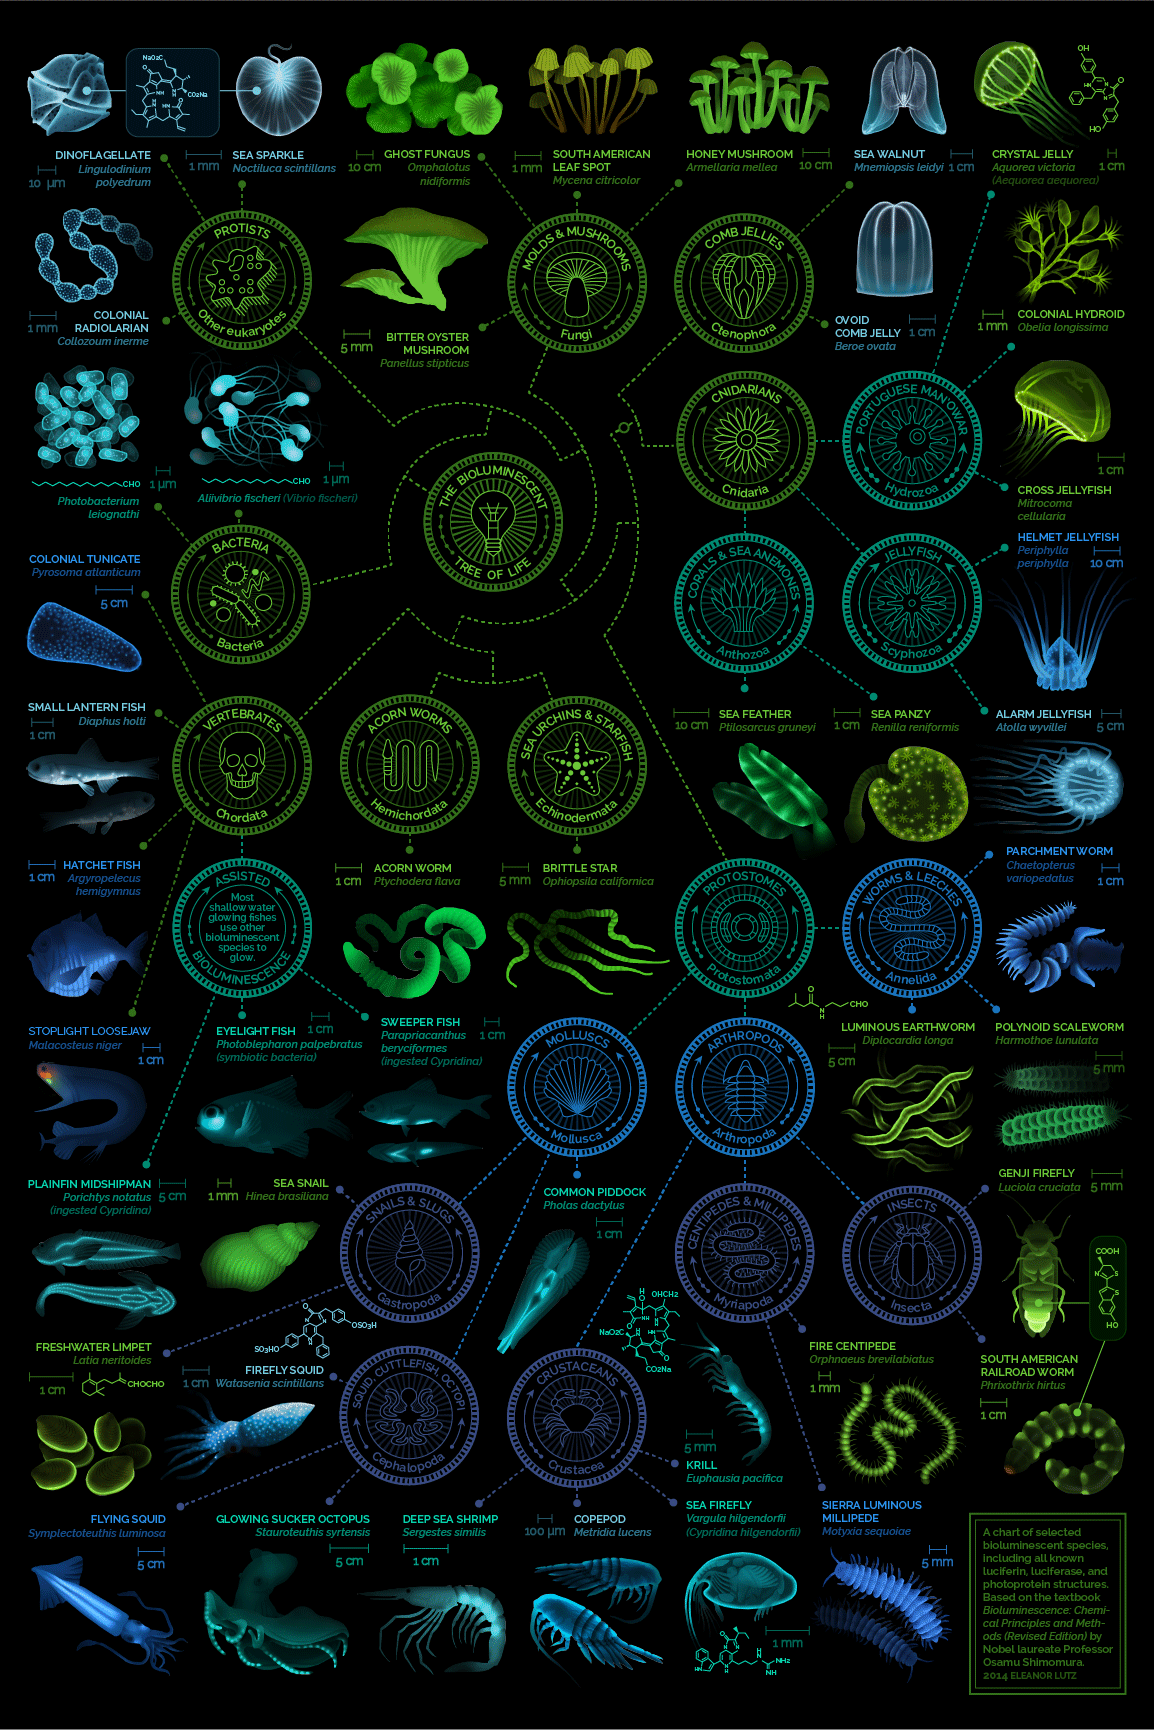 NaO2C
CO2Na
OH
HO
DINOFLAGELLATE
Lingulodinium
polyedrum
10 µm
1 mm
SEA SPARKLE
Noctiluca scintillans
10 cm
GHOST FUNGUS
Omphalotus
nidiformis
1 mm
SOUTH AMERICAN
LEAF SPOT
Mycena citricolor
HONEY MUSHROOM
Armellaria mellea
10 cm
SEA WALNUT
Mnemiopsis leidyi
1 cm
CRYSTAL JELLY
Aquorea victoria
(Aequorea aequorea)
1 cm
PROTISTS
Other eukaryotes
MOLDS & MUSHROOMS
Fungi
COMB JELLIES
Ctenophora
1 mm
COLONIAL
RADIOLARIAN
Collozoum inerme
5 mm
BITTER OYSTER
MUSHROOM
Panellus stipticus
OVOID
COMB JELLY
Beroe ovata
1 cm
1 mm
COLONIAL HYDROID
Obelia longissima
CHO
Photobacterium
leiognathi
1 µm
CHO
1 µm
Aliivibrio fischeri (Vibrio fischeri)
THE BIOLUMINESCENT
TREE OF LIFE
CNIDARIANS
Cnidaria
PORTUGUESE MAN'OWAR
Hydrozoa
1 cm
CROSS JELLYFISH
Mitrocoma
cellularia
BACTERIA
Bacteria
COLONIAL TUNICATE
Pyrosoma atlanticum
5 cm
CORALS & SEA ANEMONES
Anthozoa
JELLYFISH
Scyphozoa
HELMET JELLYFISH
Periphylla
periphylla
10 cm
SMALL LANTERN FISH
Diaphus holti
1 cm
VERTEBRATES
Chordata
ACORN WORMS
Hemichordata
SEA URCHINS & STARFISH
Echinodermata
10 cm
SEA FEATHER
Ptilosarcus gruneyi
1 cm
SEA PANZY
Renilla reniformis
ALARM JELLYFISH
Atolla wyvillei
5 cm
1 cm
HATCHET FISH
Argyropelecus
hemigymnus
ASSISTED
Most
shallow water
glowing fishes
use other
bioluminescent
species to
glow.
BIOLUMINESCENCE
1 cm
ACORN WORM
Ptychodera flava
5 mm
BRITTLE STAR
Ophiopsila californica
PROTOSTOMES
Protostomata
WORMS & LEECHES
Annelida
PARCHMENT WORM
Chaetopterus
variopedatus
1 cm
STOPLIGHT LOOSEJAW
Malacosteus niger
1 cm
EYELIGHT FISH
Photoblepharon palpebratus
(symbiotic bacteria)
1 cm
SWEEPER FISH
Parapriacanthus
beryciformes
(ingested Cypridina)
1 cm
MOLLUSCS
Mollusca
ARTHROPODS
Arthropoda
O
N
H
CHO
LUMINOUS EARTHWORM
Diplocardia longa
5 cm
POLYNOID SCALEWORM
Harmothoe lunulata
5 mm
PLAINFIN MIDSHIPMAN
Porichtys notatus
(ingested Cypridina)
5 cm
1 mm
SEA SNAIL
Hinea brasiliana
SNAILS & SLUGS
Gastropoda
COMMON PIDDOCK
Pholas dactylus
1 cm
CENTIPEDES & MILLIPEDES
Myriapoda
INSECTS
Insecta
GENJI FIREFLY
Luciola cruciata
5 mm
COOH
N
S
HO
FRESHWATER LIMPET
Latia neritoides
1 cm
CHOCHO
OSO3H
SO3HO
1 cm
FIREFLY SQUID
Watasenia scintillans
SQUID, CUTTLEFISH, OCTOPI
Cephalopoda
CRUSTACEANS
Crustacea
OHCH2
NaO2C
CO2Na
5 mm
KRILL
Euphausia pacifica
FIRE CENTIPEDE
Orphnaeus brevilabiatus
1 mm
SOUTH AMERICAN
RAILROAD WORM
Phrixothrix hirtus
1 cm
FLYING SQUID
Symplectoteuthis luminosa
5 cm
GLOWING SUCKER OCTOPUS
Stauroteuthis syrtensis
5 cm
DEEP SEA SHRIMP
Sergestes similis
1 cm
100 µm
COPEPOD
Metridia lucens
SEA FIREFLY
Vargula hilgendorfii
(Cypridina hilgendorfii)
1 mm
SIERRA LUMINOUS
MILLIPEDE
Motyxia sequoiae
5 mm
A chart of selected
bioluminescent species,
including all known
luciferin, luciferase, and
photoprotein structures.
Based on the textbook
Bioluminescence: Chemi-
cal Principles and Meth-
ods (Revised Edition) by
Nobel laureate Professor
Osamu Shimomura.
2014 ELEANOR LUTZ